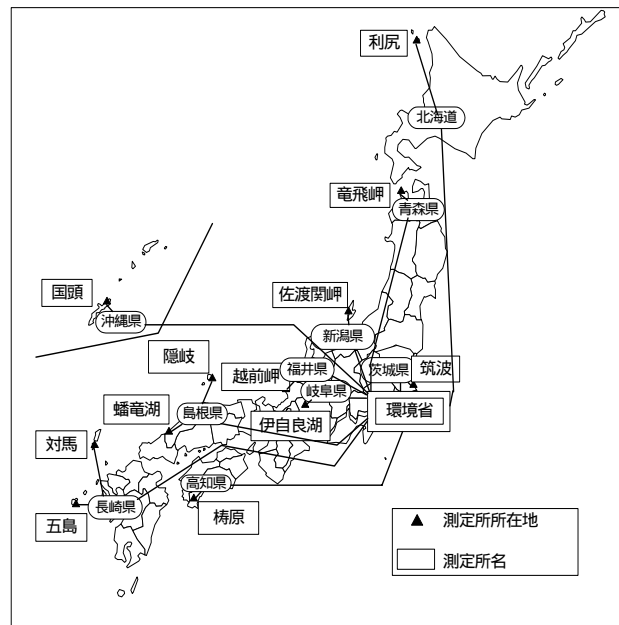 利尻
北海道
竜飛岬
青森県
国頭
佐渡関岬
沖縄県
新潟県
隠岐
越前岬
福井県
茨城県
筑波
岐阜県
蟠竜湖
島根県
環境省
伊自良湖
対馬
高知県
五島
長崎県
梼原
測定所所在地
測定所名